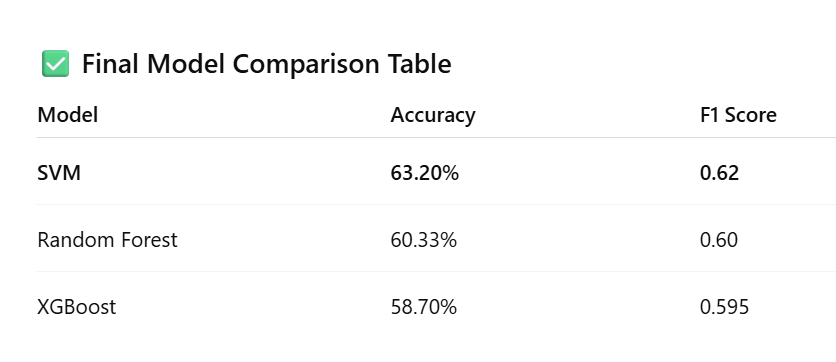 ✅ Final Model Comparison Table
Model Accuracy F1 Score
SVM 63.20% 0.62
Random Forest 60.33% 0.60
XGBoost 58.70% 0.595